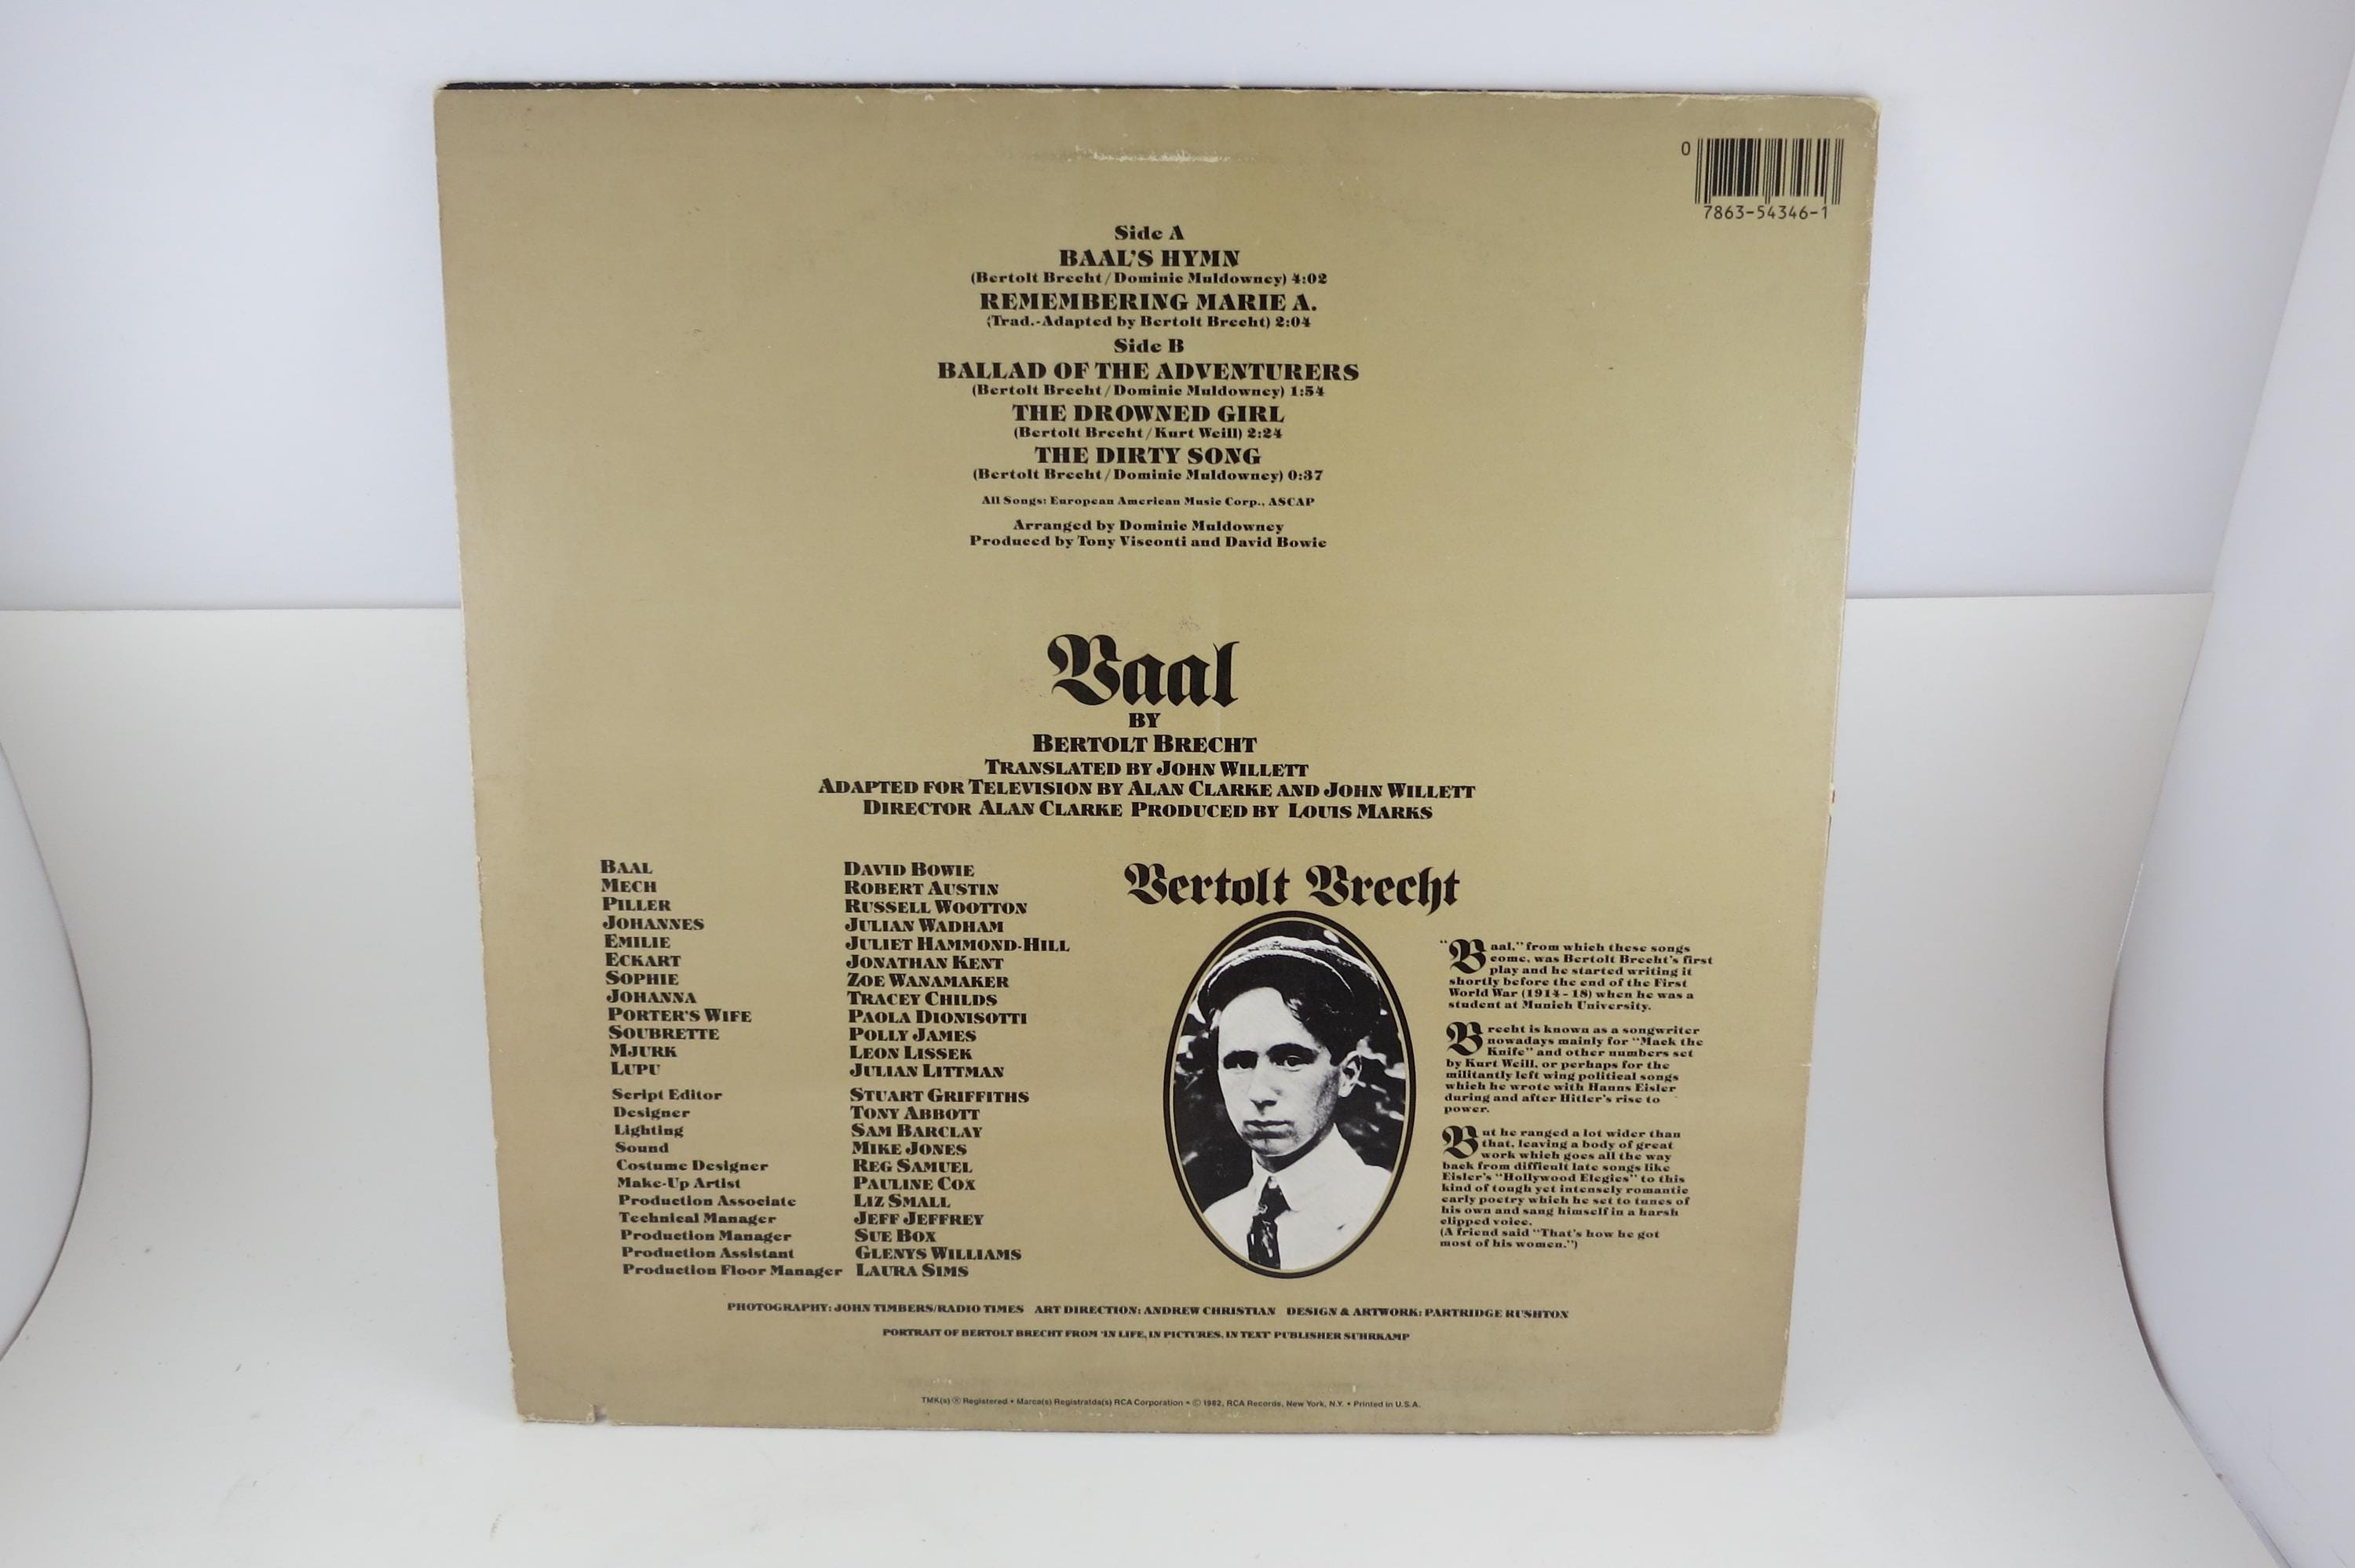 0
7863-54346-1
Side A
BAAL'S HYMN
(Bertolt Brecht/Dominic Muldowney) 4:02
REMEMBERING MARIE A.
(Trad.-Adapted by Bertolt Brecht) 2:04
Side B
BALLAD OF THE ADVENTURERS
(Bertolt Brecht/Dominic Muldowney) 1:54
THE DROWNED GIRL
(Bertolt Brecht/Kurt Weill) 2:24
THE DIRTY SONG
(Bertolt Brecht/Dominic Muldowney) 0:37
All Songs: European American Music Corp., ASCAP
Arranged by Dominic Muldowney
Produced by Tony Visconti and David Bowie
Baal
BY
BERTOLT BRECHT
TRANSLATED BY JOHN WILLETT
ADAPTED FOR TELEVISION BY ALAN CLARKE AND JOHN WILLETT
DIRECTOR ALAN CLARKE PRODUCED BY LOUIS MARKS
BAAL DAVID BOWIE
MECH ROBERT AUSTIN
PILLER RUSSELL WOOTTON
JOHANNES JULIAN WADHAM
EMILIE JULIET HAMMOND-HILL
ECKART JONATHAN KENT
SOPHIE ZOE WANAMAKER
JOHANNA TRACEY CHILDS
PORTER'S WIFE PAOLA DIONISOTTI
SOUBRETTE POLLY JAMES
MJURK LEON LISSEK
LUPU JULIAN LITTMAN
Script Editor STUART GRIFFITHS
Designer TONY ABBOTT
Lighting SAM BARCLAY
Sound MIKE JONES
Costume Designer REG SAMUEL
Make-Up Artist PAULINE COX
Production Associate LIZ SMALL
Technical Manager JEFF JEFFREY
Production Manager SUE BOX
Production Assistant GLENYS WILLIAMS
Production Floor Manager LAURA SIMS
Bertolt Brecht
"Baal," from which these songs
come, was Bertolt Brecht's first
play and he started writing it
shortly before the end of the First
World War (1914-18) when he was a
student at Munich University.
Brecht is known as a songwriter
nowadays mainly for "Mack the
Knife" and other numbers set
by Kurt Weill, or perhaps for the
militantly left wing political songs
which he wrote with Hanns Eisler
during and after Hitler's rise to
power.
But he ranged a lot wider than
that, leaving a body of great
work which goes all the way
back from difficult late songs like
Eisler's "Hollywood Elegies" to this
kind of tough yet intensely romantic
early poetry which he set to tunes of
his own and sang himself in a harsh
clipped voice.
(A friend said "That's how he got
most of his women.")
PHOTOGRAPHY: JOHN TIMBERS/RADIO TIMES ART DIRECTION: ANDREW CHRISTIAN DESIGN & ARTWORK: PARTRIDGE RUSHTON
PORTRAIT OF BERTOLT BRECHT FROM 'IN LIFE, IN PICTURES, IN TEXT' PUBLISHER SUHRKAMP
TMK(s) ® Registered • Marca(s) Registrada(s) RCA Corporation • © 1982, RCA Records, New York, N.Y. • Printed in U.S.A.